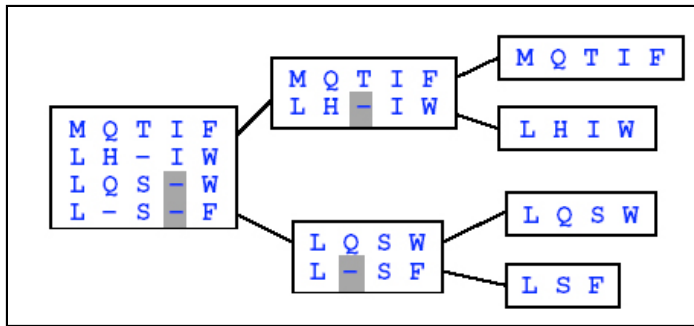 M Q T I F
L H - I W
L Q S - W
L - S - F
M Q T I F
L H - I W
L Q S W
L - S F
M Q T I F
L H I W
L Q S W
L S F